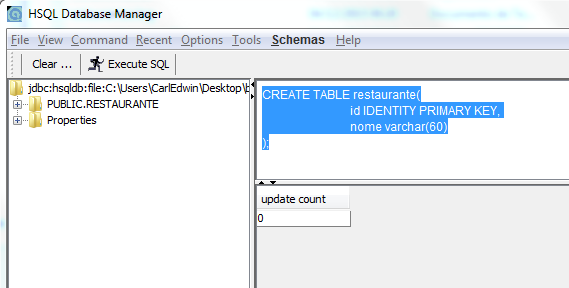 HSQL Database Manager
File View Command Recent Options Tools Schemas Help
Clear ... Execute SQL
jdbc:hsqldb:file:C:\Users\CarlEdwin\Desktop\b
PUBLIC.RESTAURANTE
Properties
CREATE TABLE restaurante(
id IDENTITY PRIMARY KEY,
nome varchar(60)
);
update count
0